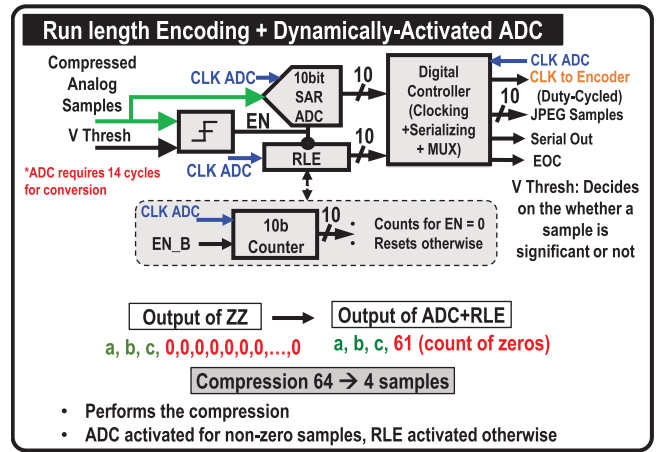 Run length Encoding + Dynamically-Activated ADC
Compressed
Analog
Samples
V Thresh
*ADC requires 14 cycles
for conversion
CLK ADC
EN
CLK ADC
10bit
SAR
ADC
RLE
10
10
Digital
Controller
(Clocking
+Serializing
+ MUX)
CLK ADC
CLK to Encoder
(Duty-Cycled)
10
JPEG Samples
Serial Out
EOC
V Thresh: Decides
on the whether a
sample is
significant or not
CLK ADC
EN_B
10b
Counter
10
• Counts for EN = 0
• Resets otherwise
Output of ZZ
Output of ADC+RLE
a, b, c, 0,0,0,0,0,0,0,...,0
a, b, c, 61 (count of zeros)
Compression 64 → 4 samples
• Performs the compression
• ADC activated for non-zero samples, RLE activated otherwise